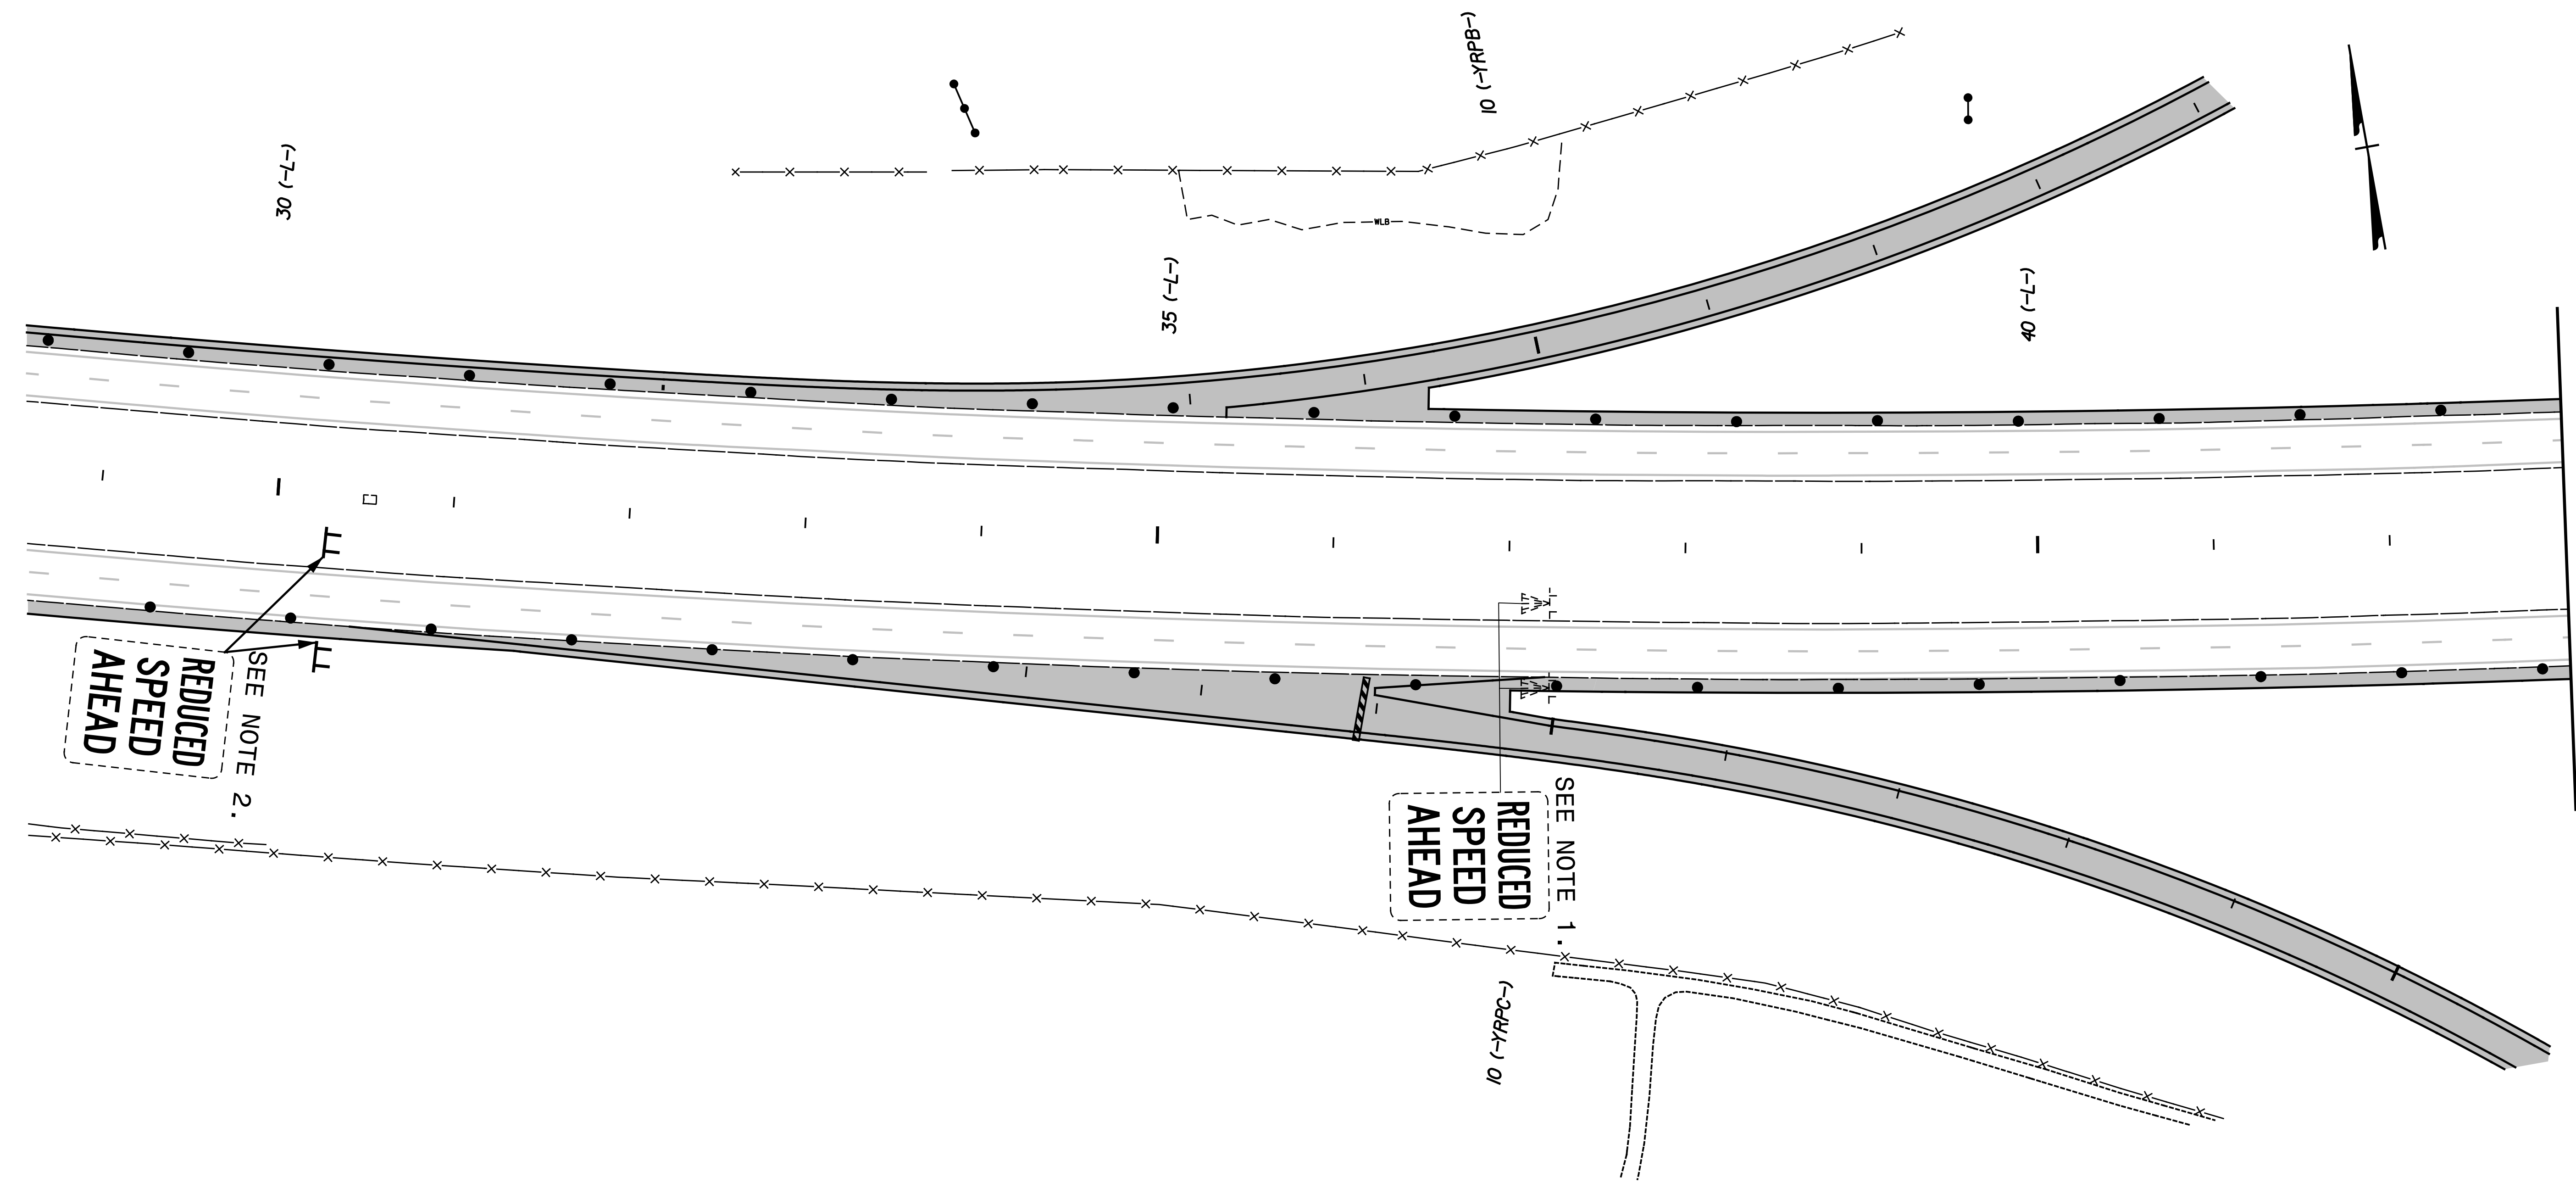 10 (-YRPB-)
30 (-L-)
WLB
35 (-L-)
40 (-L-)
REDUCED
SPEED
AHEAD
SEE NOTE 2.
REDUCED
SPEED
AHEAD
SEE NOTE 1.
10 (-YRPC-)